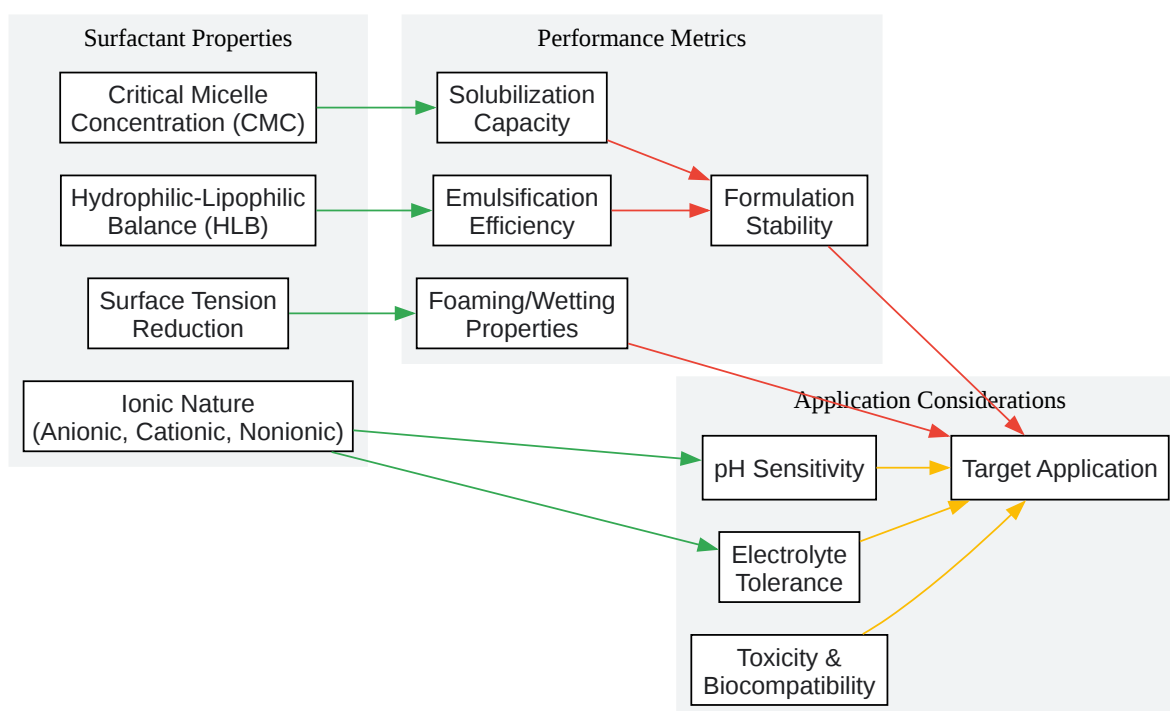 Surfactant Properties
Critical Micelle
Concentration (CMC)
Hydrophilic-Lipophilic
Balance (HLB)
Surface Tension
Reduction
Ionic Nature
(Anionic, Cationic, Nonionic)
Performance Metrics
Solubilization
Capacity
Emulsification
Efficiency
Foaming/Wetting
Properties
Formulation
Stability
Application Considerations
pH Sensitivity
Electrolyte
Tolerance
Toxicity &
Biocompatibility
Target Application